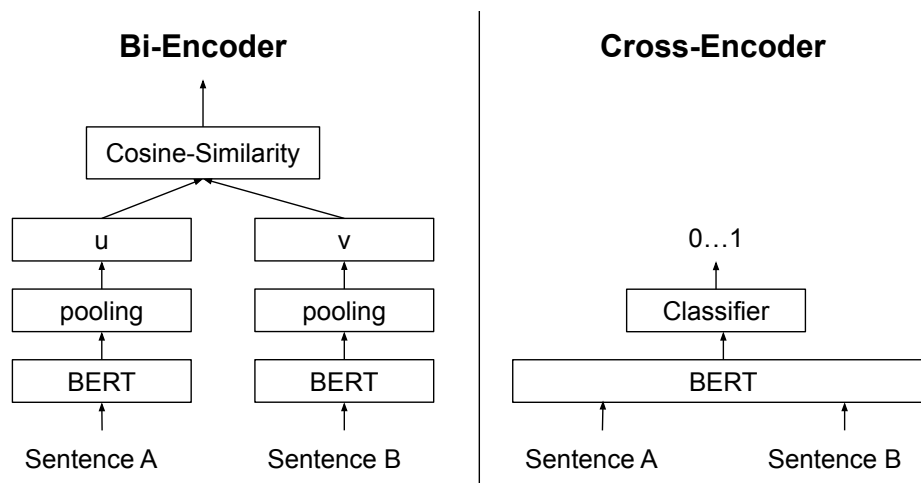 Bi-Encoder
Cosine-Similarity
u
v
pooling
pooling
BERT
BERT
Sentence A
Sentence B
Cross-Encoder
0…1
Classifier
BERT
Sentence A
Sentence B